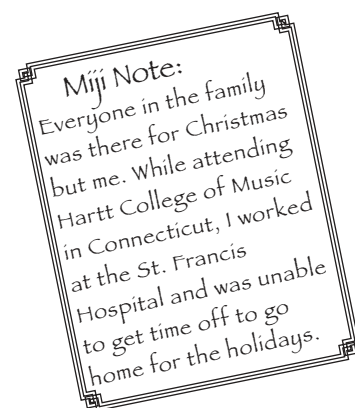 Miji Note:
Everyone in the family
was there for Christmas
but me. While attending
Hartt College of Music
in Connecticut, I worked
at the St. Francis
Hospital and was unable
to get time off to go
home for the holidays.